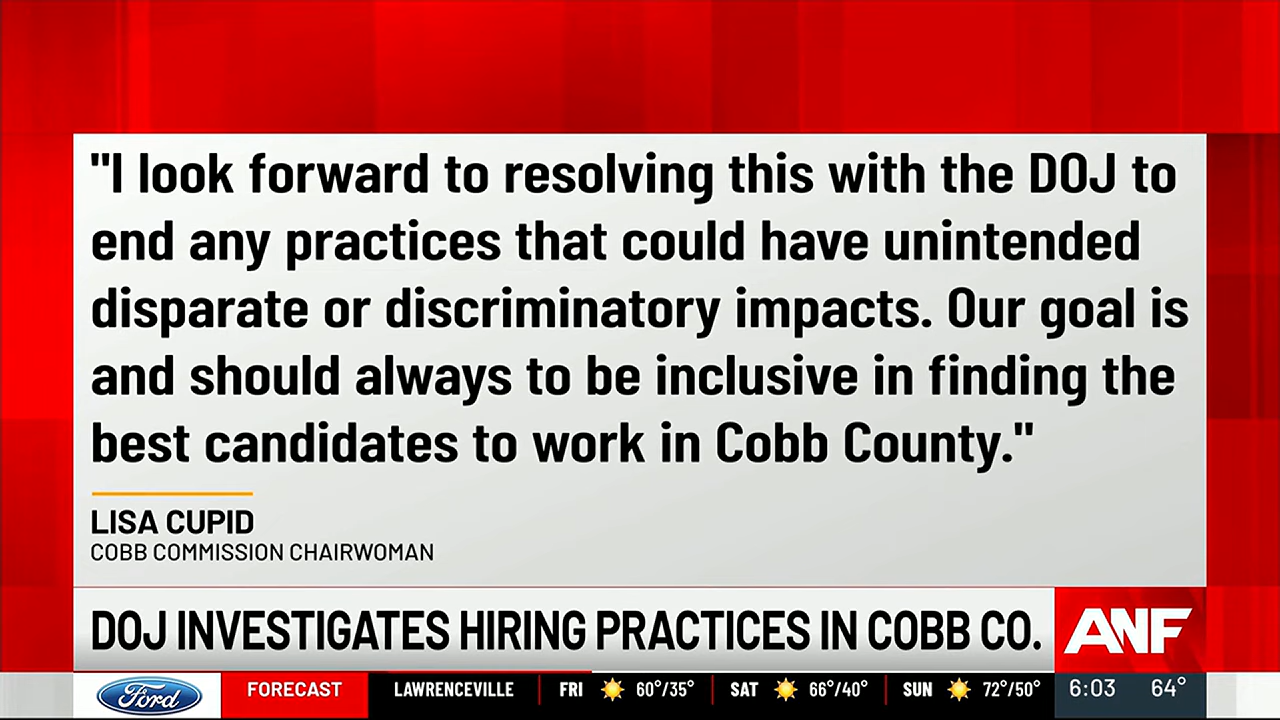 "I look forward to resolving this with the DOJ to
end any practices that could have unintended
disparate or discriminatory impacts. Our goal is
and should always to be inclusive in finding the
best candidates to work in Cobb County."
LISA CUPID
COBB COMMISSION CHAIRWOMAN
DOJ INVESTIGATES HIRING PRACTICES IN COBB CO.
ANF
Ford FORECAST LAWRENCEVILLE FRI 60°/35° SAT 66°/40° SUN 72°/50° 6:03 64°